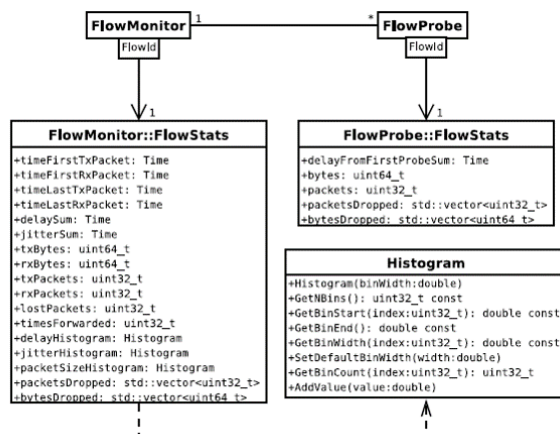 FlowMonitor
1
*
FlowProbe
FlowId
FlowId
1
1
FlowMonitor::FlowStats
+timeFirstTxPacket: Time
+timeFirstRxPacket: Time
+timeLastTxPacket: Time
+timeLastRxPacket: Time
+delaySum: Time
+jitterSum: Time
+txBytes: uint64_t
+rxBytes: uint64_t
+txPackets: uint32_t
+rxPackets: uint32_t
+lostPackets: uint32_t
+timesForwarded: uint32_t
+delayHistogram: Histogram
+jitterHistogram: Histogram
+packetSizeHistogram: Histogram
+packetsDropped: std::vector<uint32_t>
+bytesDropped: std::vector<uint64_t>
FlowProbe::FlowStats
+delayFromFirstProbeSum: Time
+bytes: uint64_t
+packets: uint32_t
+packetsDropped: std::vector<uint32_t>
+bytesDropped: std::vector<uint64_t>
Histogram
+Histogram(binWidth:double)
+GetNBins(): uint32_t const
+GetBinStart(index:uint32_t): double const
+GetBinEnd(): double const
+GetBinWidth(index:uint32_t): double const
+SetDefaultBinWidth(width:double)
+GetBinCount(index:uint32_t): uint32_t
+AddValue(value:double)